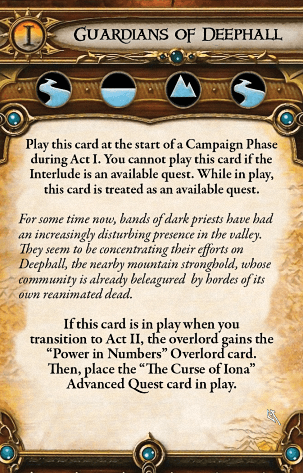 I
Guardians of Deephall
Play this card at the start of a Campaign Phase
during Act I. You cannot play this card if the
Interlude is an available quest. While in play,
this card is treated as an available quest.
For some time now, bands of dark priests have had
an increasingly disturbing presence in the valley.
They seem to be concentrating their efforts on
Deephall, the nearby mountain stronghold, whose
community is already beleaguered by hordes of its
own reanimated dead.
If this card is in play when you
transition to Act II, the overlord gains the
"Power in Numbers" Overlord card.
Then, place the "The Curse of Iona"
Advanced Quest card in play.